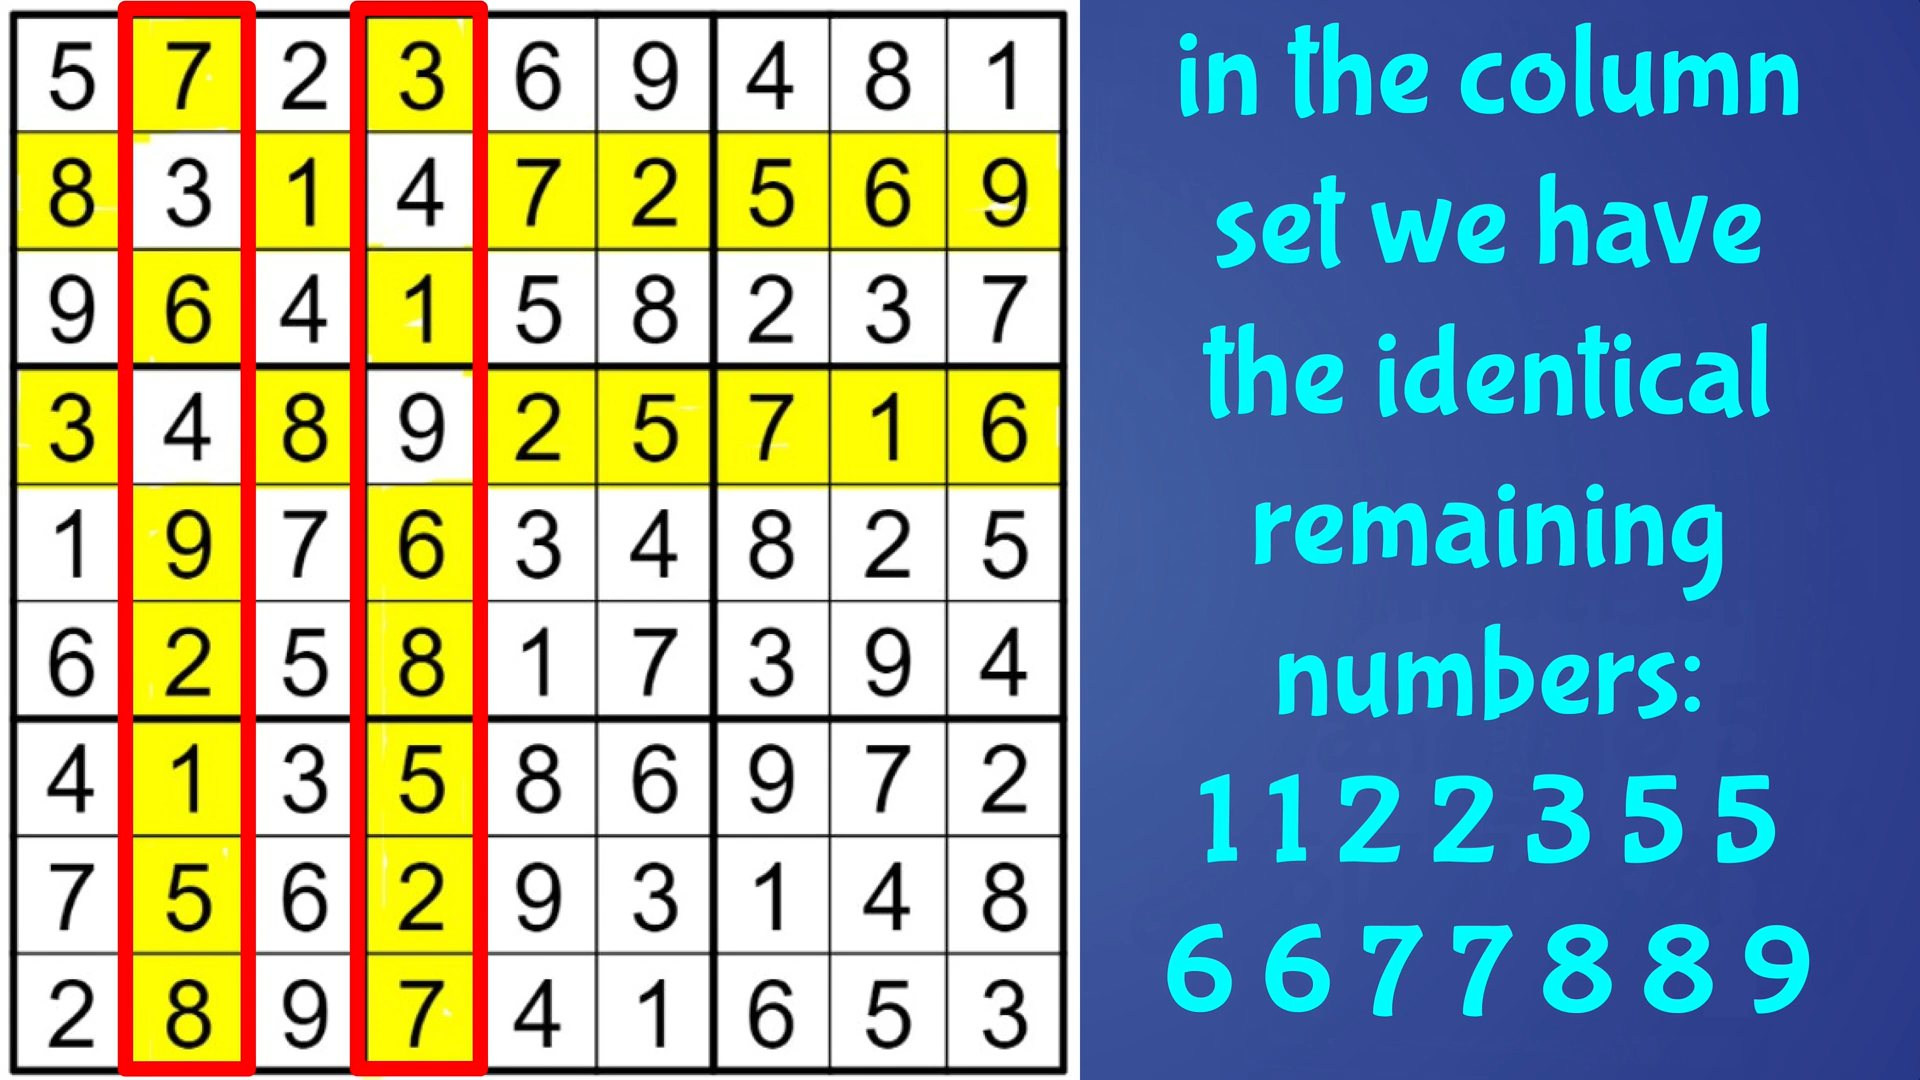 5 7 2 3 6 9 4 8 1
8 3 1 4 7 2 5 6 9
9 6 4 1 5 8 2 3 7
3 4 8 9 2 5 7 1 6
1 9 7 6 3 4 8 2 5
6 2 5 8 1 7 3 9 4
4 1 3 5 8 6 9 7 2
7 5 6 2 9 3 1 4 8
2 8 9 7 4 1 6 5 3
in the column
set we have
the identical
remaining
numbers:
1 1 2 2 3 5 5
6 6 7 7 8 8 9